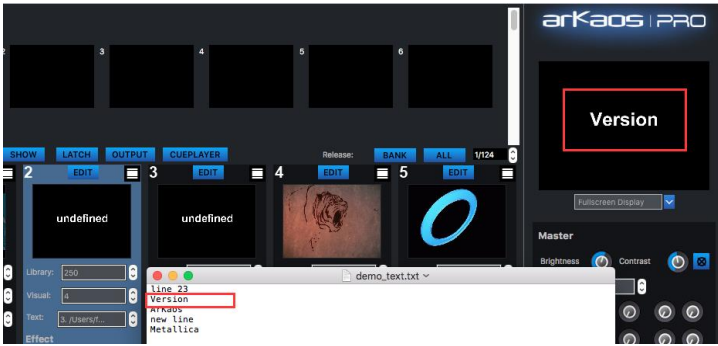 arKaos PRO
2 3 4 5 6
Version
SHOW LATCH OUTPUT CUEPLAYER Release: BANK ALL 1/124
2 EDIT 3 EDIT 4 EDIT 5 EDIT
undefined undefined
Fullscreen Display
Library: 250
Visual: 4
Text: 3. /Users/f...
Effect
Master
Brightness Contrast
demo_text.txt
line 23
Version
ArKaos
new line
Metallica